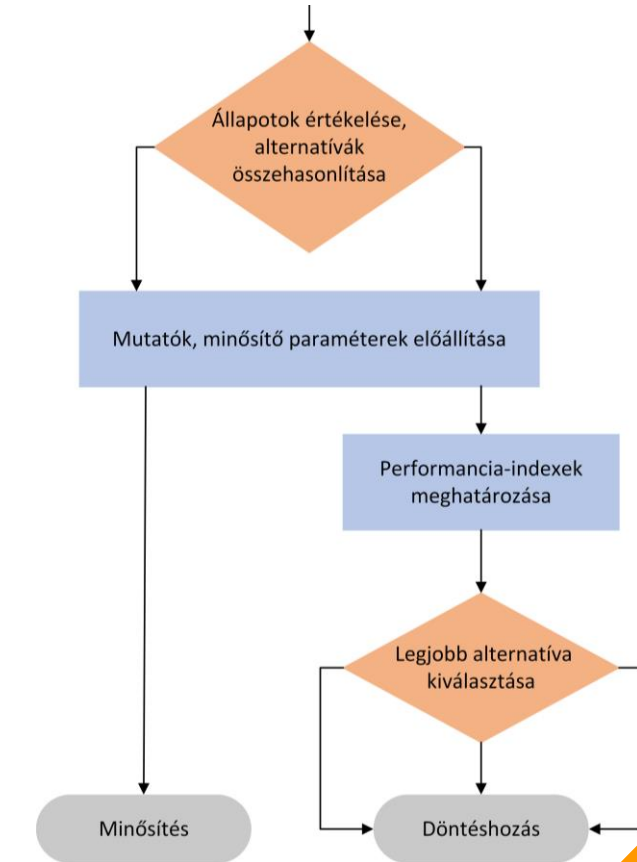 Állapotok értékelése,
alternatívák
összehasonlítása
Mutatók, minősítő paraméterek előállítása
Performancia-indexek
meghatározása
Legjobb alternatíva
kiválasztása
Minősítés
Döntéshozás